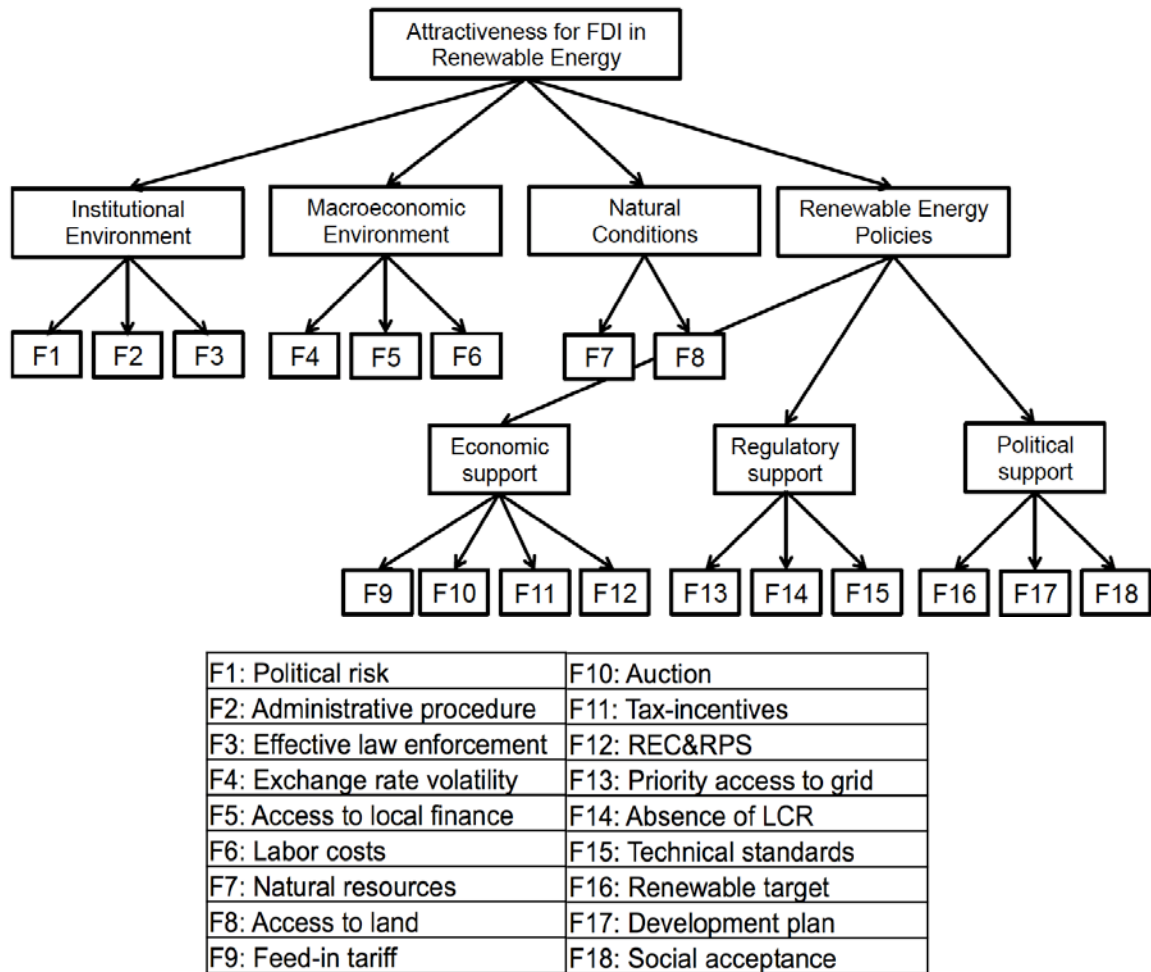 Attractiveness for FDI in
Renewable Energy
Institutional
Environment
Macroeconomic
Environment
Natural
Conditions
Renewable Energy
Policies
F1
F2
F3
F4
F5
F6
F7
F8
Economic
support
Regulatory
support
Political
support
F9
F10
F11
F12
F13
F14
F15
F16
F17
F18
F1: Political risk
F10: Auction
F2: Administrative procedure
F11: Tax-incentives
F3: Effective law enforcement
F12: REC&RPS
F4: Exchange rate volatility
F13: Priority access to grid
F5: Access to local finance
F14: Absence of LCR
F6: Labor costs
F15: Technical standards
F7: Natural resources
F16: Renewable target
F8: Access to land
F17: Development plan
F9: Feed-in tariff
F18: Social acceptance